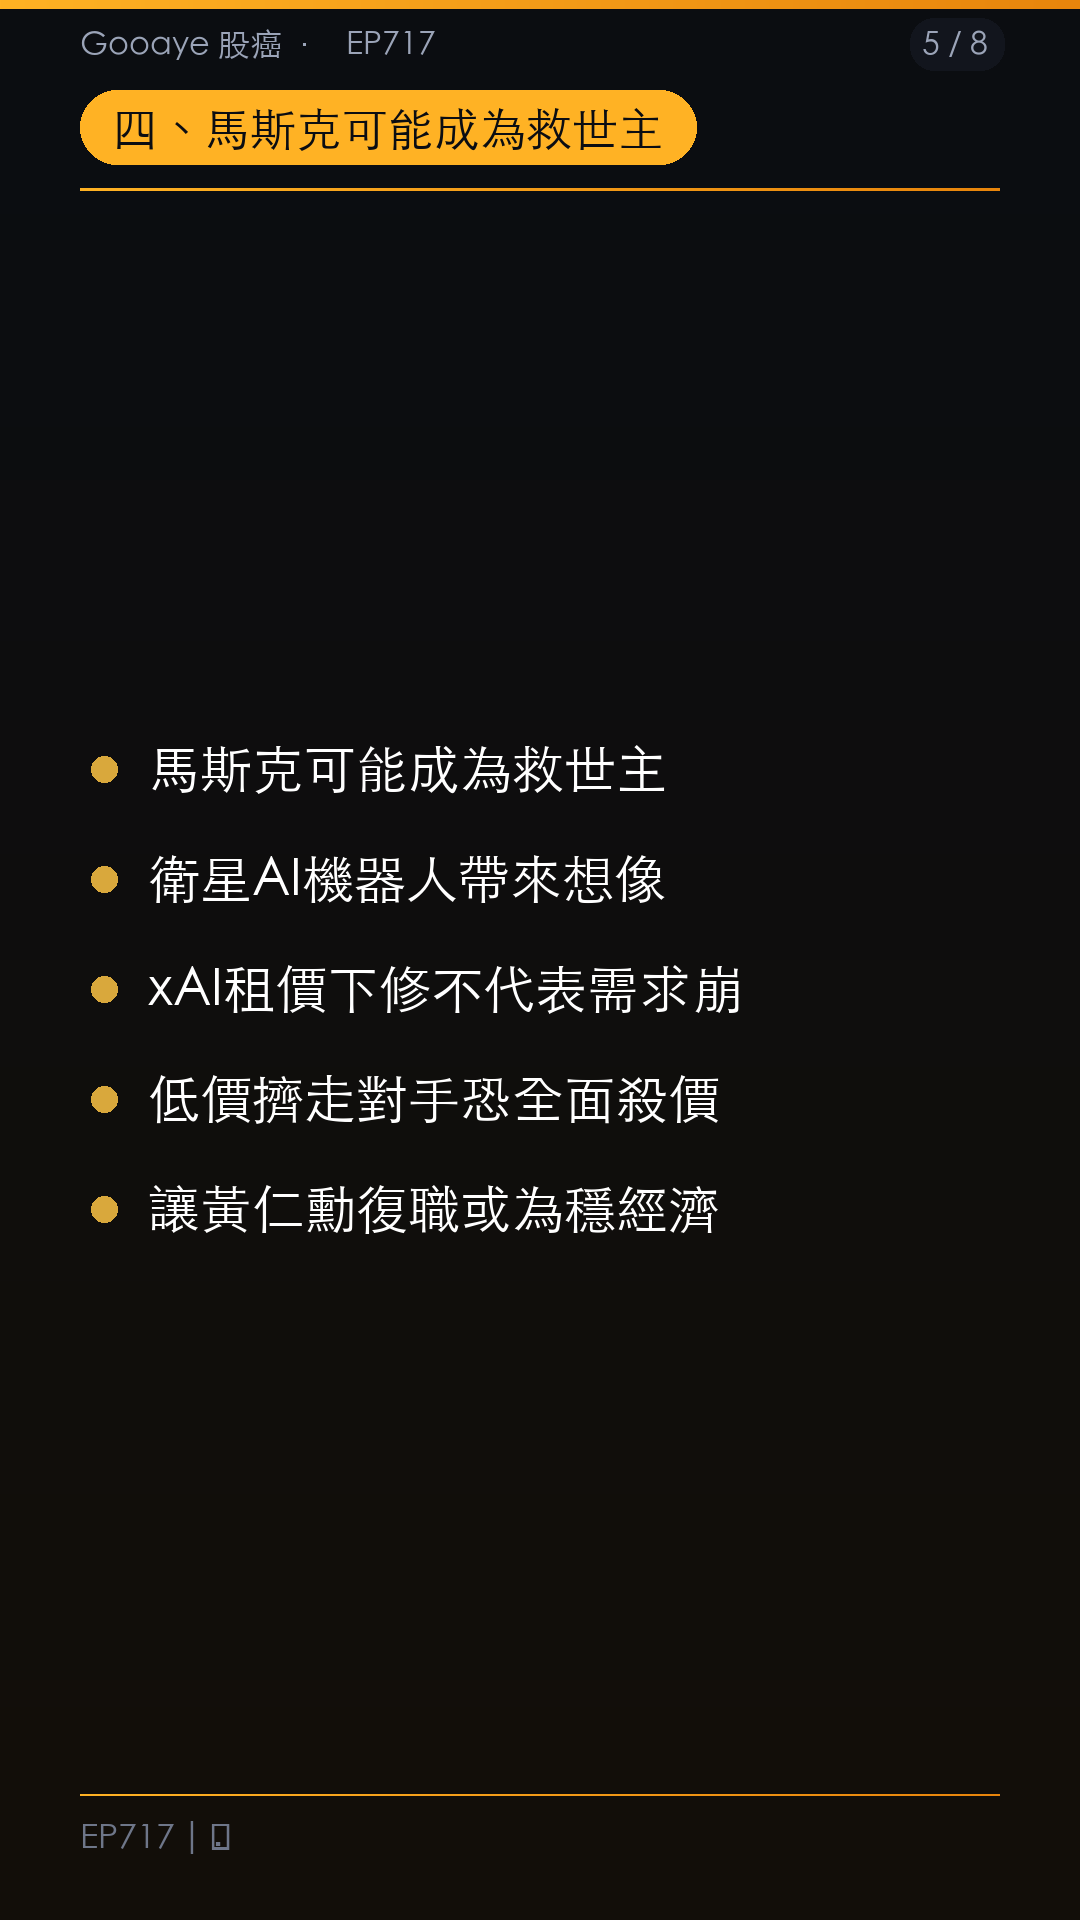 Gooaye 股癌 · EP717
5 / 8
四、馬斯克可能成為救世主
馬斯克可能成為救世主
衛星AI機器人帶來想像
xAI租價下修不代表需求崩
低價擠走對手恐全面殺價
讓黃仁勳復職或為穩經濟
EP717 |